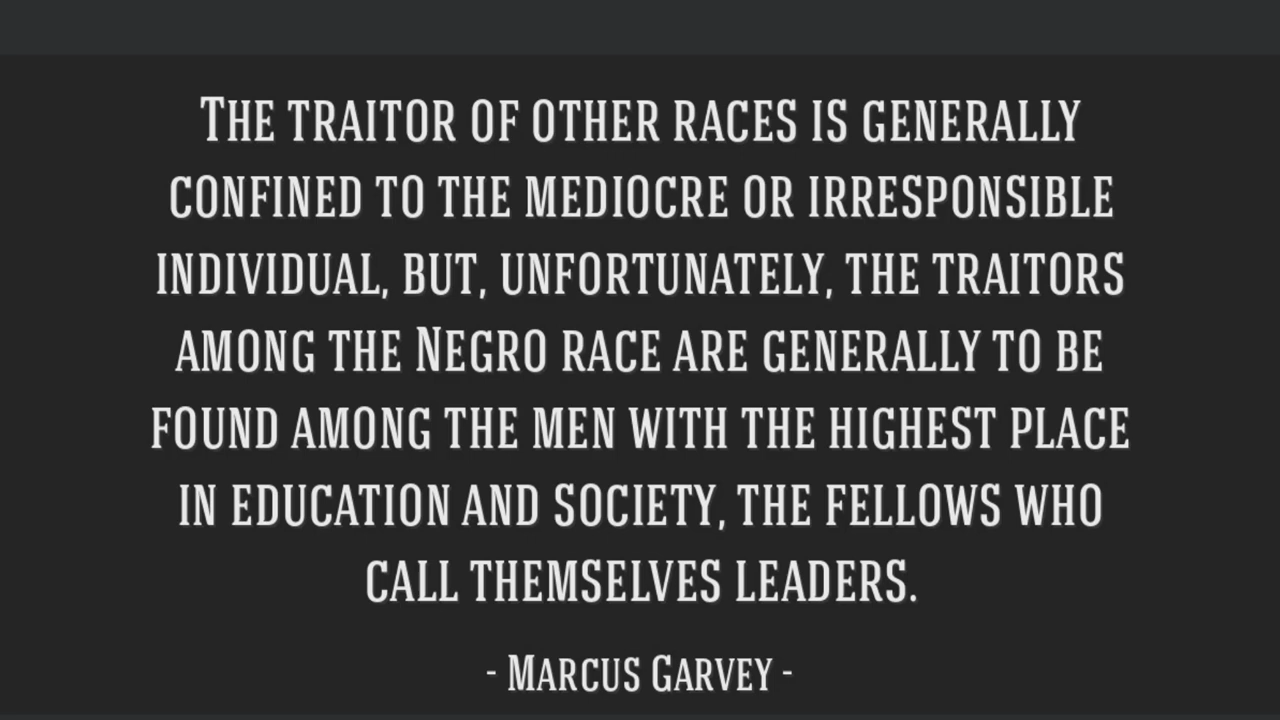 The traitor of other races is generally
confined to the mediocre or irresponsible
individual, but, unfortunately, the traitors
among the Negro race are generally to be
found among the men with the highest place
in education and society, the fellows who
call themselves leaders.
- Marcus Garvey -